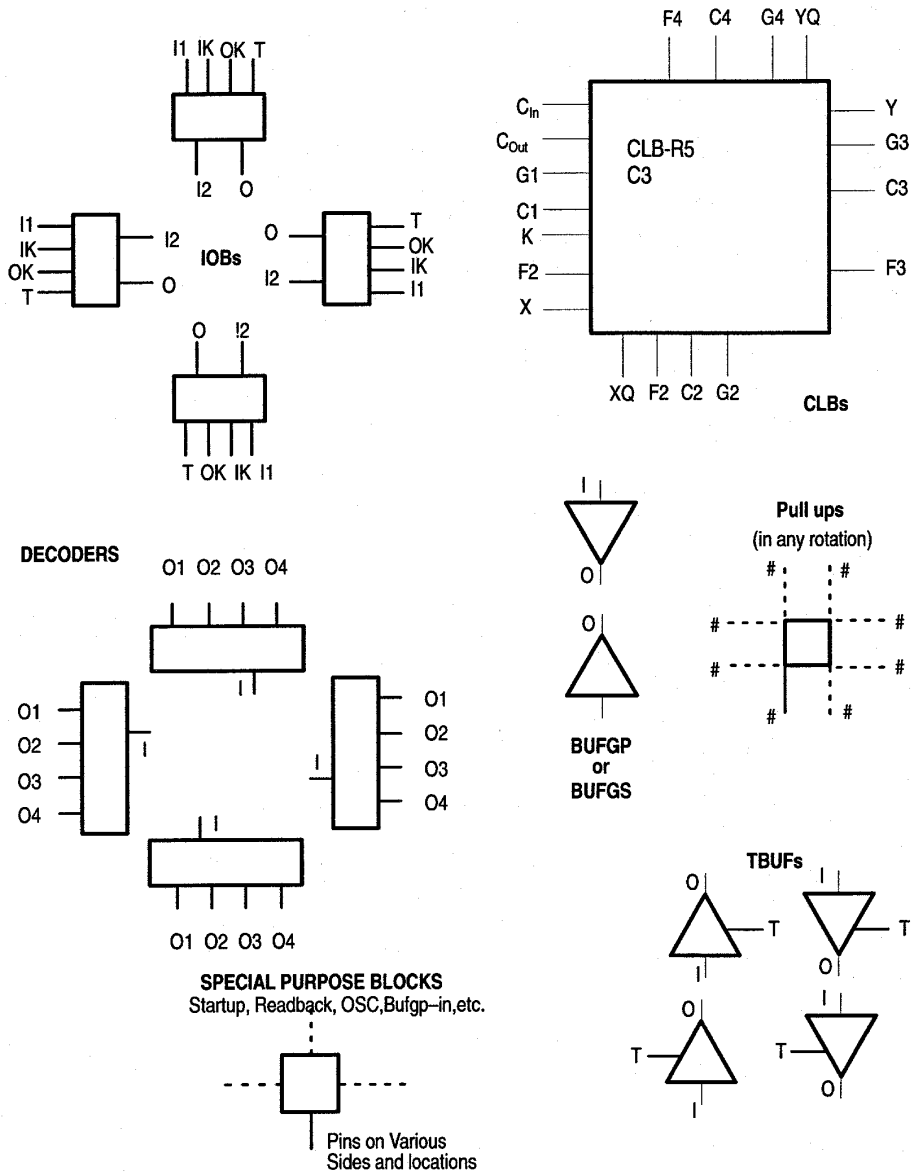 I1 IK OK T
I2 O
I1
IK
OK
T
I2
O
IOBs
O
I2
T
OK
IK
I1
O I2
T OK IK I1
F4 C4 G4 YQ
CIn
COut
G1
C1
K
F2
X
CLB-R5
C3
Y
G3
C3
F3
XQ F2 C2 G2
CLBs
DECODERS
O1 O2 O3 O4
I
O1
O2
O3
O4
I
I
O1
O2
O3
O4
I
O1 O2 O3 O4
I
O
O
BUFGP
or
BUFGS
Pull ups
(in any rotation)
# #
# #
# #
# #
TBUFs
O
T
I
I
T
O
O
T
I
I
T
O
SPECIAL PURPOSE BLOCKS
Startup, Readback, OSC,Bufgp–in,etc.
Pins on Various
Sides and locations